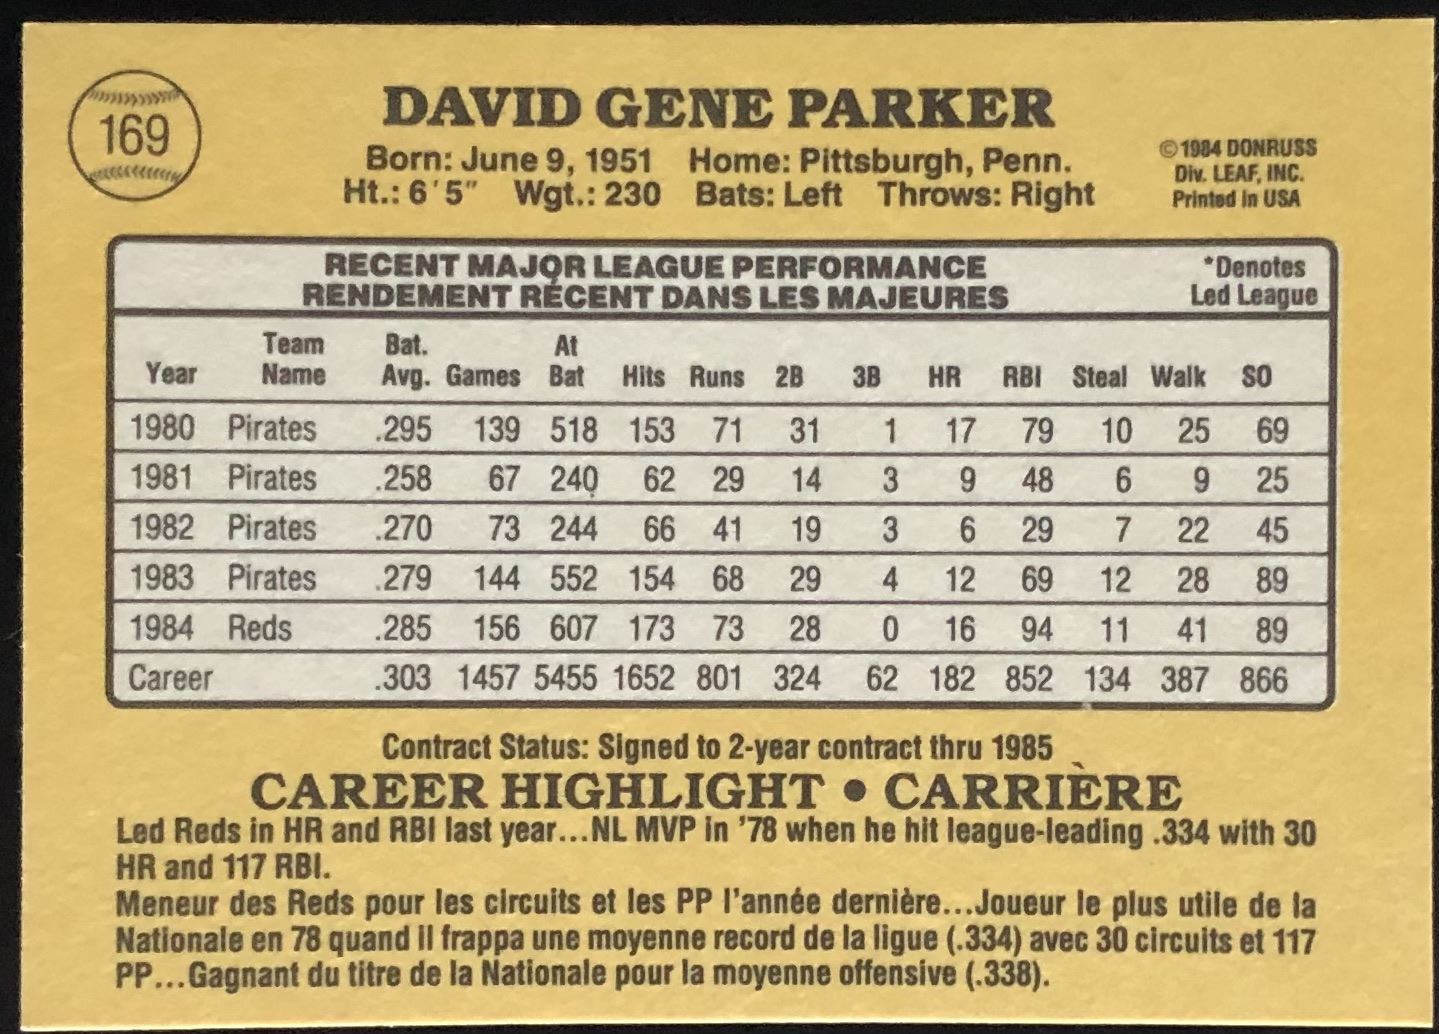 169
DAVID GENE PARKER
Born: June 9, 1951 Home: Pittsburgh, Penn.
Ht.: 6'5" Wgt.: 230 Bats: Left Throws: Right
©1984 DONRUSS
Div. LEAF, INC.
Printed in USA
RECENT MAJOR LEAGUE PERFORMANCE
RENDEMENT RÉCENT DANS LES MAJEURES
*Denotes
Led League
Year Team Name Bat. Avg. Games At Bat Hits Runs 2B 3B HR RBI Steal Walk SO
1980 Pirates .295 139 518 153 71 31 1 17 79 10 25 69
1981 Pirates .258 67 240 62 29 14 3 9 48 6 9 25
1982 Pirates .270 73 244 66 41 19 3 6 29 7 22 45
1983 Pirates .279 144 552 154 68 29 4 12 69 12 28 89
1984 Reds .285 156 607 173 73 28 0 16 94 11 41 89
Career .303 1457 5455 1652 801 324 62 182 852 134 387 866
Contract Status: Signed to 2-year contract thru 1985
CAREER HIGHLIGHT • CARRIÈRE
Led Reds in HR and RBI last year...NL MVP in '78 when he hit league-leading .334 with 30
HR and 117 RBI.
Meneur des Reds pour les circuits et les PP l'année dernière...Joueur le plus utile de la
Nationale en 78 quand il frappa une moyenne record de la ligue (.334) avec 30 circuits et 117
PP...Gagnant du titre de la Nationale pour la moyenne offensive (.338).